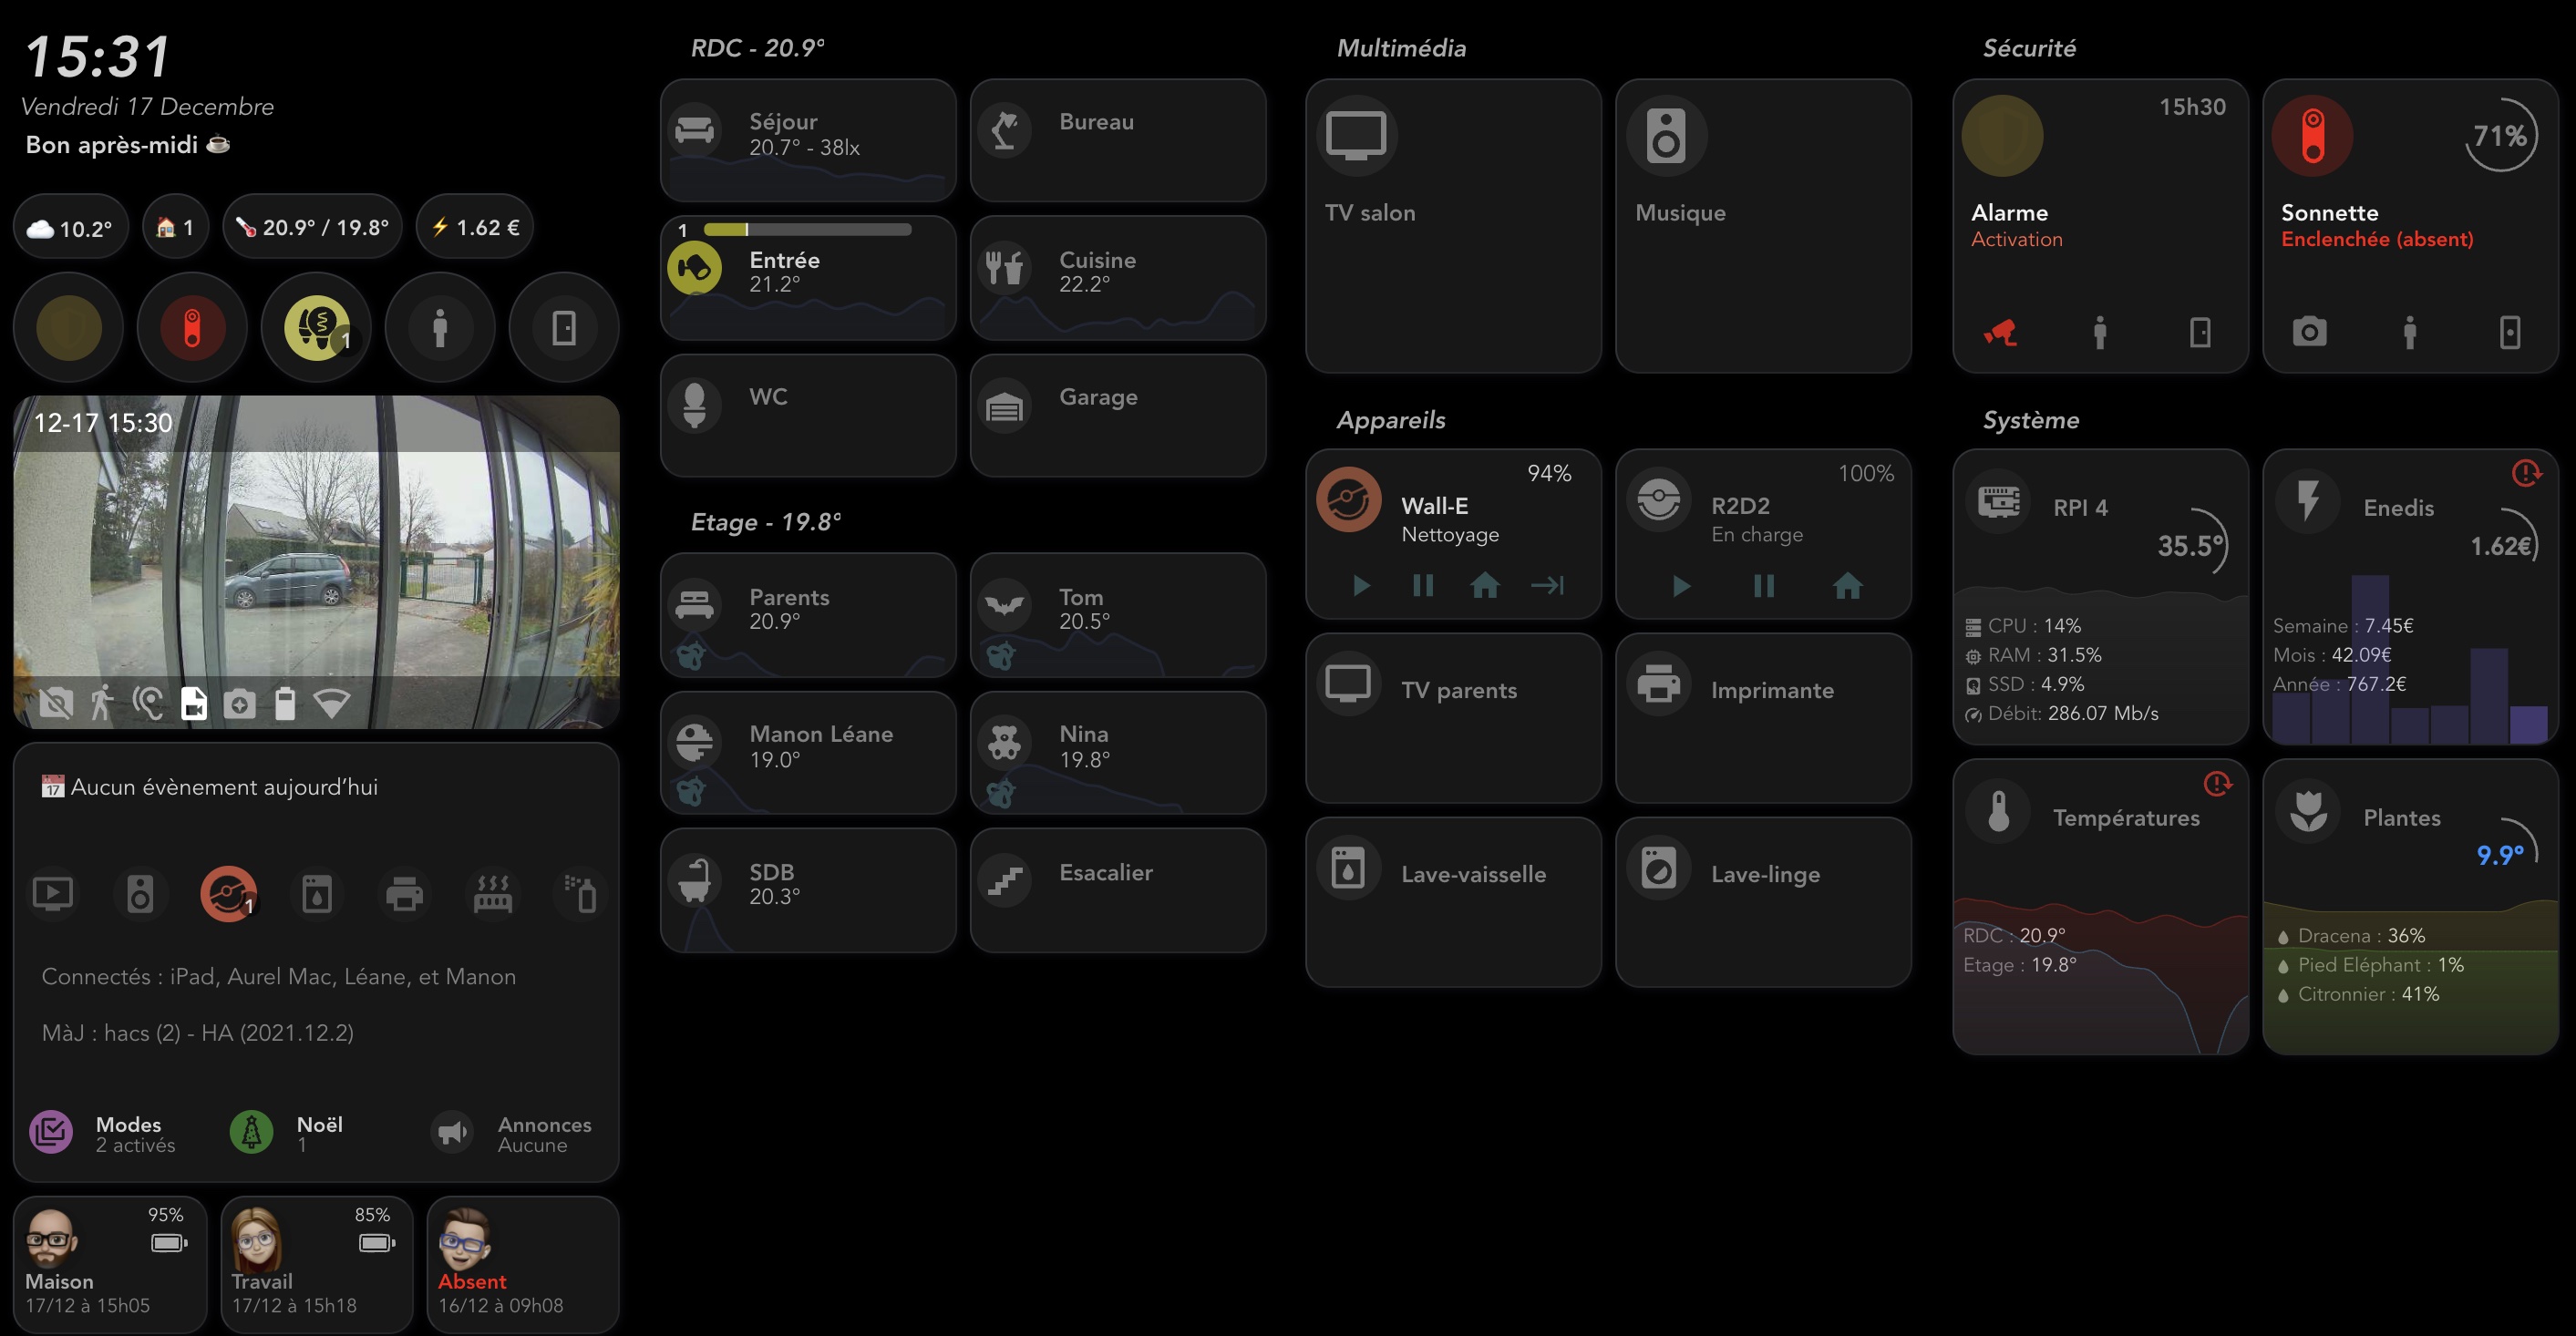 15:31
Vendredi 17 Decembre
Bon après-midi ☕
10.2°
1
20.9° / 19.8°
1.62 €
1
12-17 15:30
17 Aucun évènement aujourd'hui
1
Connectés : iPad, Aurel Mac, Léane, et Manon
MàJ : hacs (2) - HA (2021.12.2)
Modes
2 activés
Noël
1
Annonces
Aucune
95%
Maison
17/12 à 15h05
85%
Travail
17/12 à 15h18
Absent
16/12 à 09h08
RDC - 20.9°
Séjour
20.7° - 38lx
Bureau
1
Entrée
21.2°
Cuisine
22.2°
WC
Garage
Etage - 19.8°
Parents
20.9°
Tom
20.5°
Manon Léane
19.0°
Nina
19.8°
SDB
20.3°
Esacalier
Multimédia
TV salon
Musique
Appareils
94%
Wall-E
Nettoyage
100%
R2D2
En charge
TV parents
Imprimante
Lave-vaisselle
Lave-linge
Sécurité
15h30
Alarme
Activation
71%
Sonnette
Enclenchée (absent)
Système
RPI 4
35.5°
CPU : 14%
RAM : 31.5%
SSD : 4.9%
Débit: 286.07 Mb/s
Enedis
1.62€
Semaine : 7.45€
Mois : 42.09€
Année : 767.2€
Températures
RDC : 20.9°
Etage : 19.8°
Plantes
9.9°
Dracena : 36%
Pied Eléphant : 1%
Citronnier : 41%